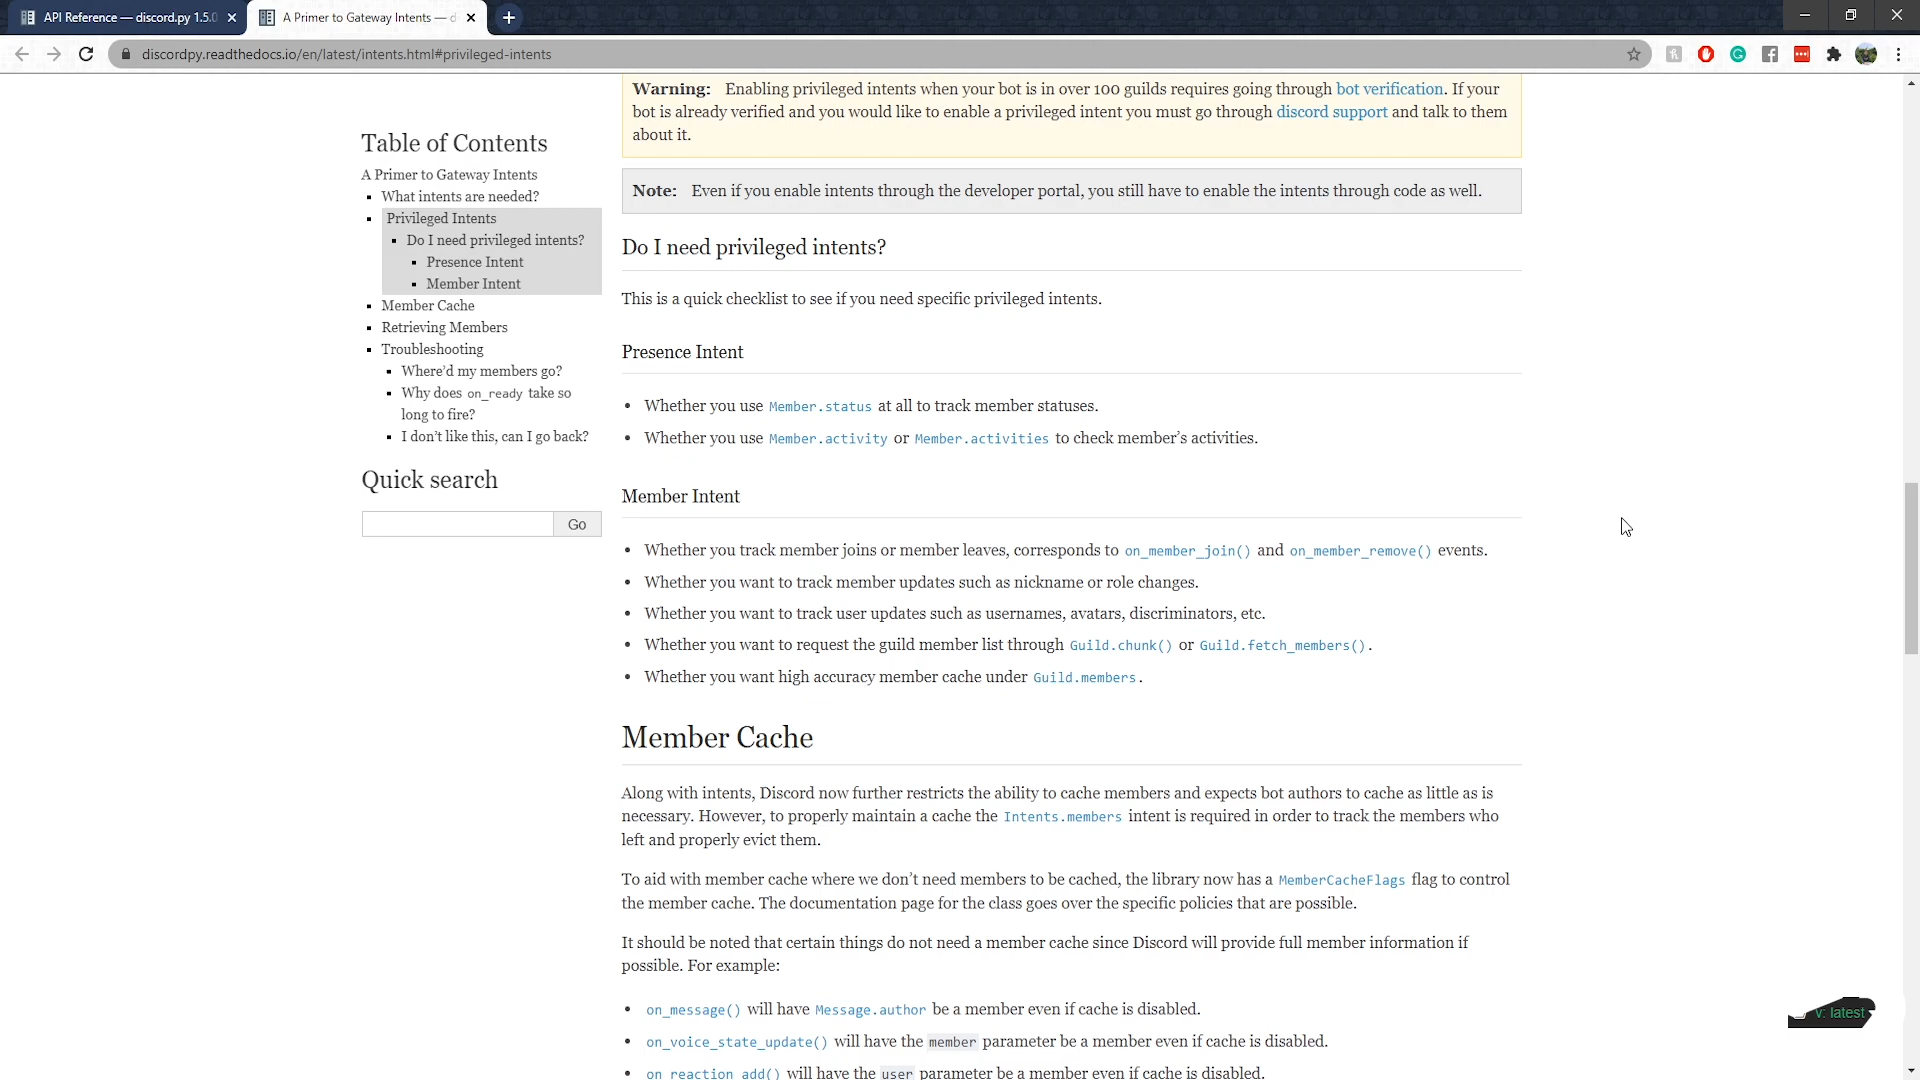 API Reference — discord.py 1.5.0
A Primer to Gateway Intents — d
discordpy.readthedocs.io/en/latest/intents.html#privileged-intents
Table of Contents
A Primer to Gateway Intents
What intents are needed?
Privileged Intents
Do I need privileged intents?
Presence Intent
Member Intent
Member Cache
Retrieving Members
Troubleshooting
Where'd my members go?
Why does on_ready take so
long to fire?
I don't like this, can I go back?
Quick search
Go
Warning: Enabling privileged intents when your bot is in over 100 guilds requires going through bot verification. If your
bot is already verified and you would like to enable a privileged intent you must go through discord support and talk to them
about it.
Note: Even if you enable intents through the developer portal, you still have to enable the intents through code as well.
Do I need privileged intents?
This is a quick checklist to see if you need specific privileged intents.
Presence Intent
• Whether you use Member.status at all to track member statuses.
• Whether you use Member.activity or Member.activities to check member's activities.
Member Intent
• Whether you track member joins or member leaves, corresponds to on_member_join() and on_member_remove() events.
• Whether you want to track member updates such as nickname or role changes.
• Whether you want to track user updates such as usernames, avatars, discriminators, etc.
• Whether you want to request the guild member list through Guild.chunk() or Guild.fetch_members().
• Whether you want high accuracy member cache under Guild.members.
Member Cache
Along with intents, Discord now further restricts the ability to cache members and expects bot authors to cache as little as is
necessary. However, to properly maintain a cache the Intents.members intent is required in order to track the members who
left and properly evict them.
To aid with member cache where we don't need members to be cached, the library now has a MemberCacheFlags flag to control
the member cache. The documentation page for the class goes over the specific policies that are possible.
It should be noted that certain things do not need a member cache since Discord will provide full member information if
possible. For example:
• on_message() will have Message.author be a member even if cache is disabled.
• on_voice_state_update() will have the member parameter be a member even if cache is disabled.
• on_reaction_add() will have the user parameter be a member even if cache is disabled.
v: latest